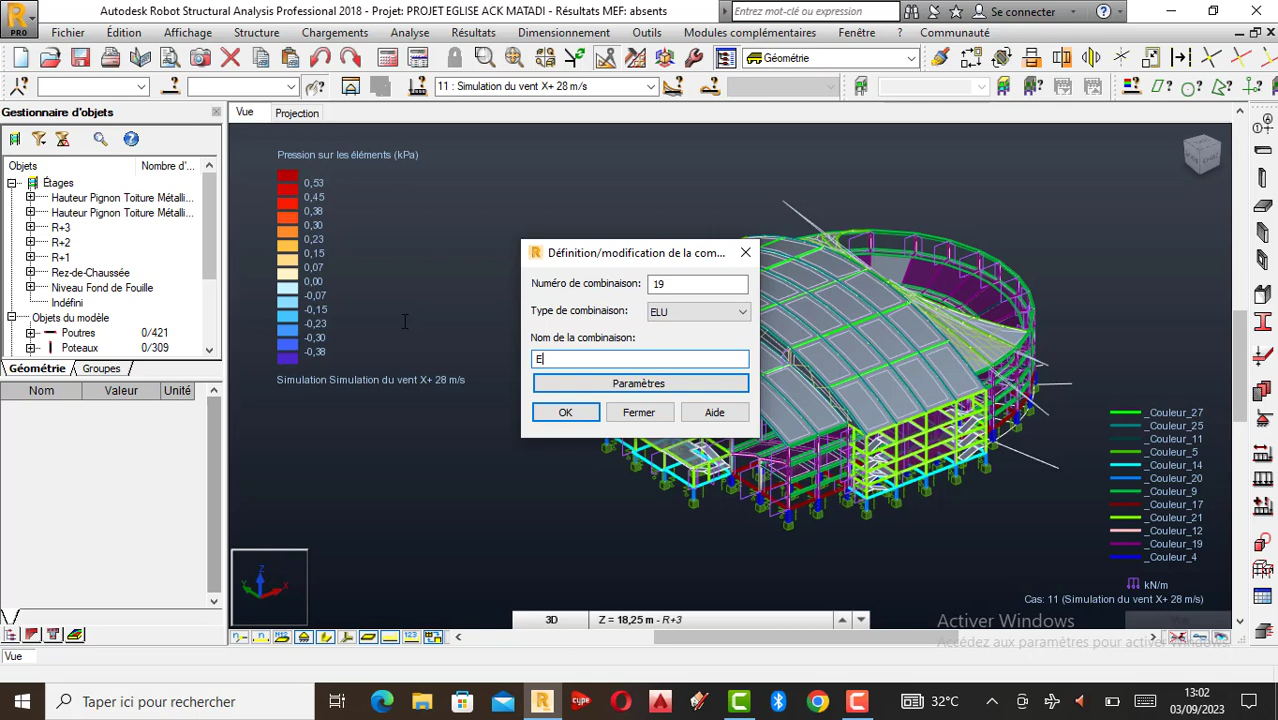 Autodesk Robot Structural Analysis Professional 2018 - Projet: PROJET EGLISE ACK MATADI - Résultats MEF: absents
Entrez mot-clé ou expression
Se connecter
PRO
Fichier Édition Affichage Structure Chargements Analyse Résultats Dimensionnement Outils Modules complémentaires Fenêtre ? Communauté
Géométrie
11 : Simulation du vent X+ 28 m/s
Gestionnaire d'objets
Vue Projection
Objets Nombre d'...
Étages
Hauteur Pignon Toiture Métalli...
Hauteur Pignon Toiture Métalli...
R+3
R+2
R+1
Rez-de-Chaussée
Niveau Fond de Fouille
Indéfini
Objets du modèle
Poutres 0/421
Poteaux 0/309
Géométrie Groupes
Nom Valeur Unité
Pression sur les éléments (kPa)
0,53
0,45
0,38
0,30
0,23
0,15
0,07
0,00
-0,07
-0,15
-0,23
-0,30
-0,38
Simulation Simulation du vent X+ 28 m/s
Définition/modification de la com...
Numéro de combinaison: 19
Type de combinaison: ELU
Nom de la combinaison:
E
Paramètres
OK Fermer Aide
_Couleur_27
_Couleur_25
_Couleur_11
_Couleur_5
_Couleur_14
_Couleur_20
_Couleur_9
_Couleur_17
_Couleur_21
_Couleur_12
_Couleur_19
_Couleur_4
kN/m
Cas: 11 (Simulation du vent X+ 28 m/s)
Activer Windows
Accédez aux paramètres pour activer Windows
3D Z = 18,25 m - R+3
Vue
Taper ici pour rechercher
cype
32°C
13:02
03/09/2023